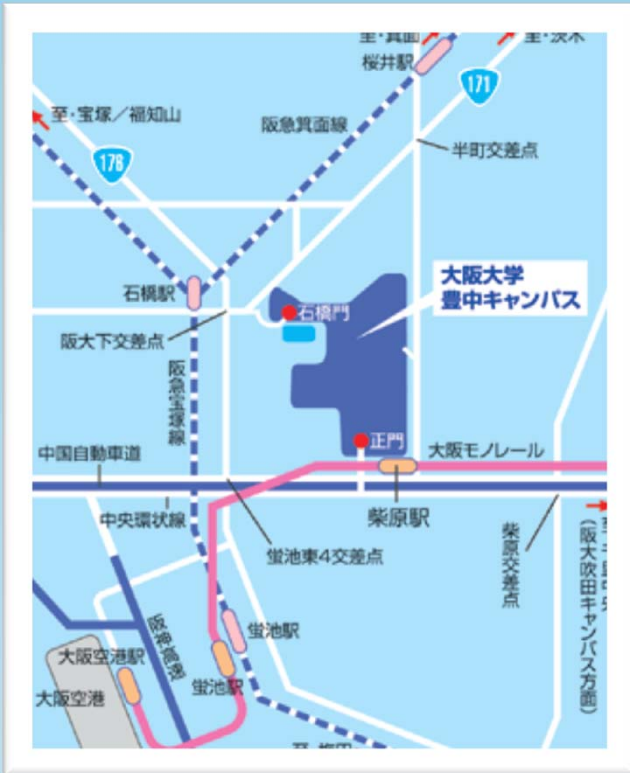 至・箕面
至・茨木
桜井駅
171
至・宝塚／福知山
阪急箕面線
176
半町交差点
石橋駅
大阪大学
豊中キャンパス
石橋門
阪大下交差点
阪急宝塚線
正門
大阪モノレール
中国自動車道
中央環状線
柴原駅
蛍池東4交差点
柴原交差点
（阪大吹田キャンパス方面）
阪神高速
蛍池駅
大阪空港駅
蛍池駅
大阪空港